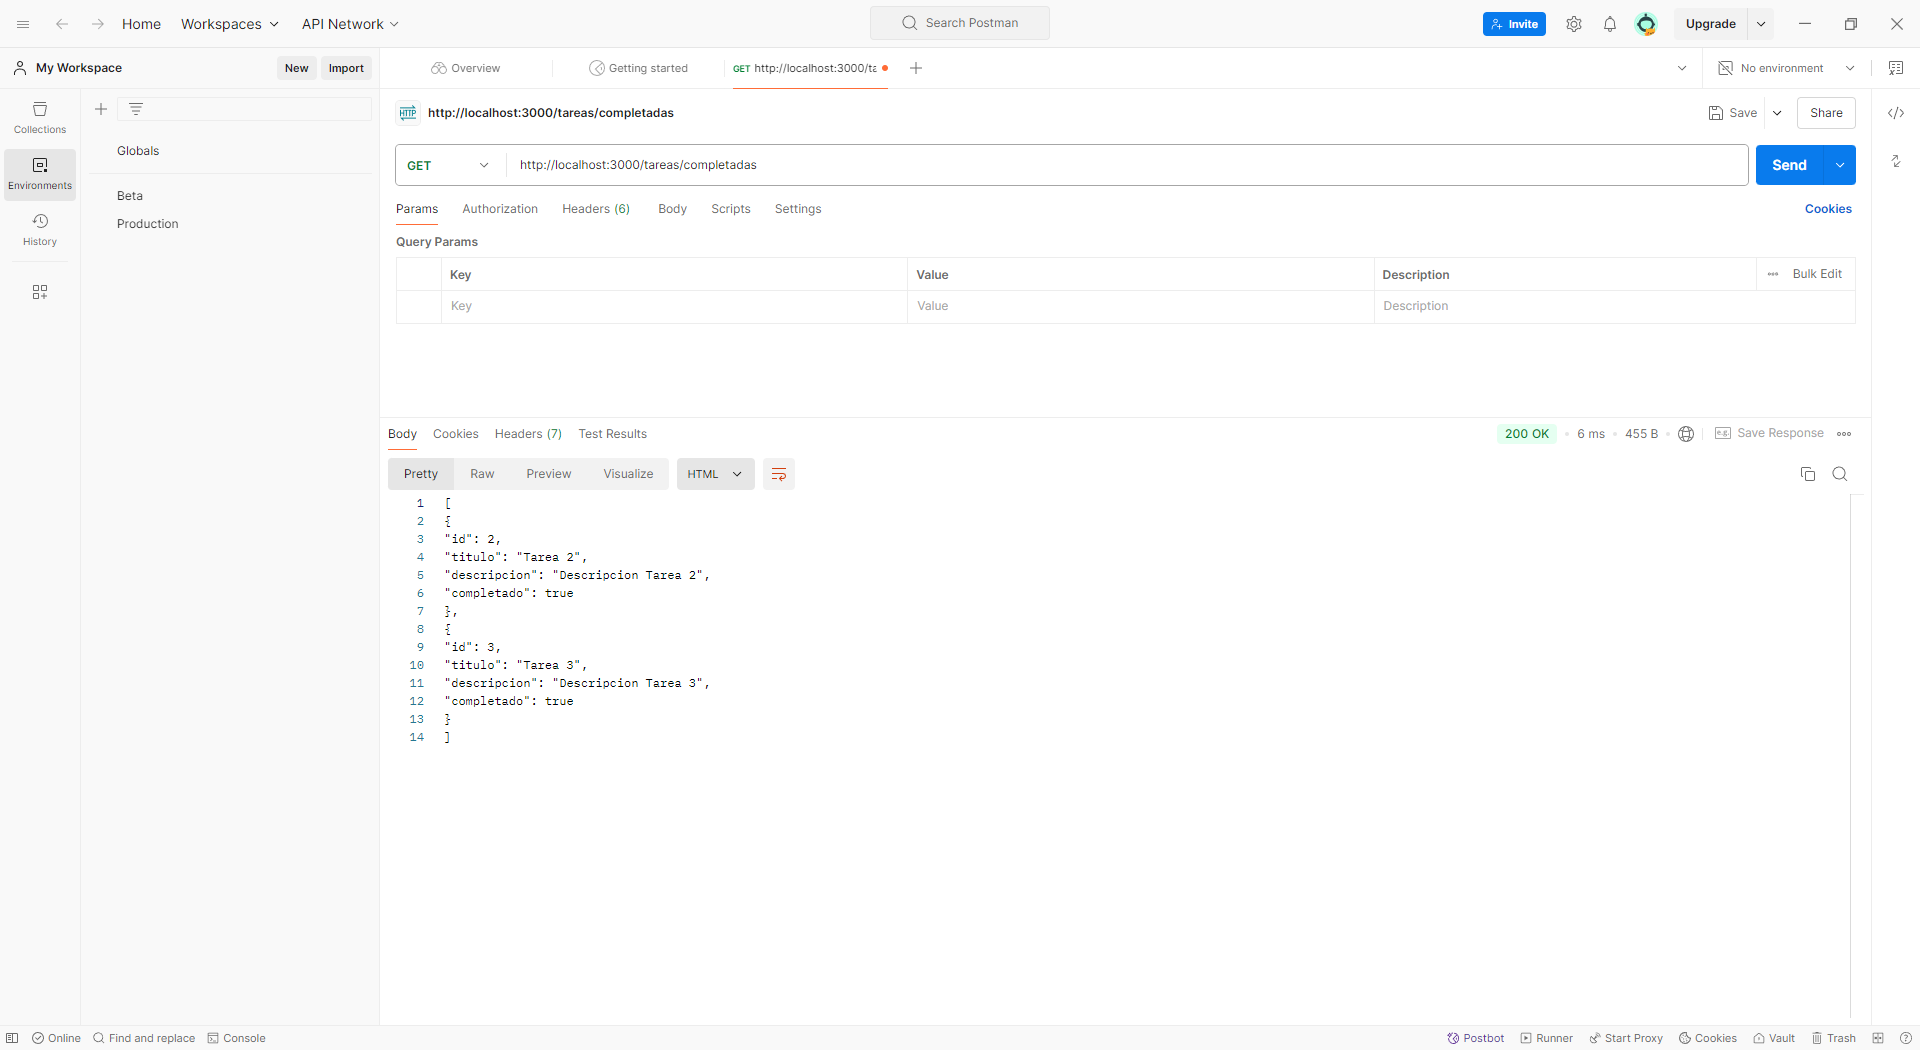 Home Workspaces API Network Search Postman Invite Upgrade
My Workspace New Import Overview Getting started GET http://localhost:3000/ta No environment
Collections
Environments
History
Globals
Beta
Production
HTTP http://localhost:3000/tareas/completadas Save Share
GET http://localhost:3000/tareas/completadas Send
Params Authorization Headers (6) Body Scripts Settings Cookies
Query Params
Key Value Description Bulk Edit
Key Value Description
Body Cookies Headers (7) Test Results 200 OK 6 ms 455 B e.g. Save Response
Pretty Raw Preview Visualize HTML
1 [
2 {
3 "id": 2,
4 "titulo": "Tarea 2",
5 "descripcion": "Descripcion Tarea 2",
6 "completado": true
7 },
8 {
9 "id": 3,
10 "titulo": "Tarea 3",
11 "descripcion": "Descripcion Tarea 3",
12 "completado": true
13 }
14 ]
Online Find and replace Console Postbot Runner Start Proxy Cookies Vault Trash